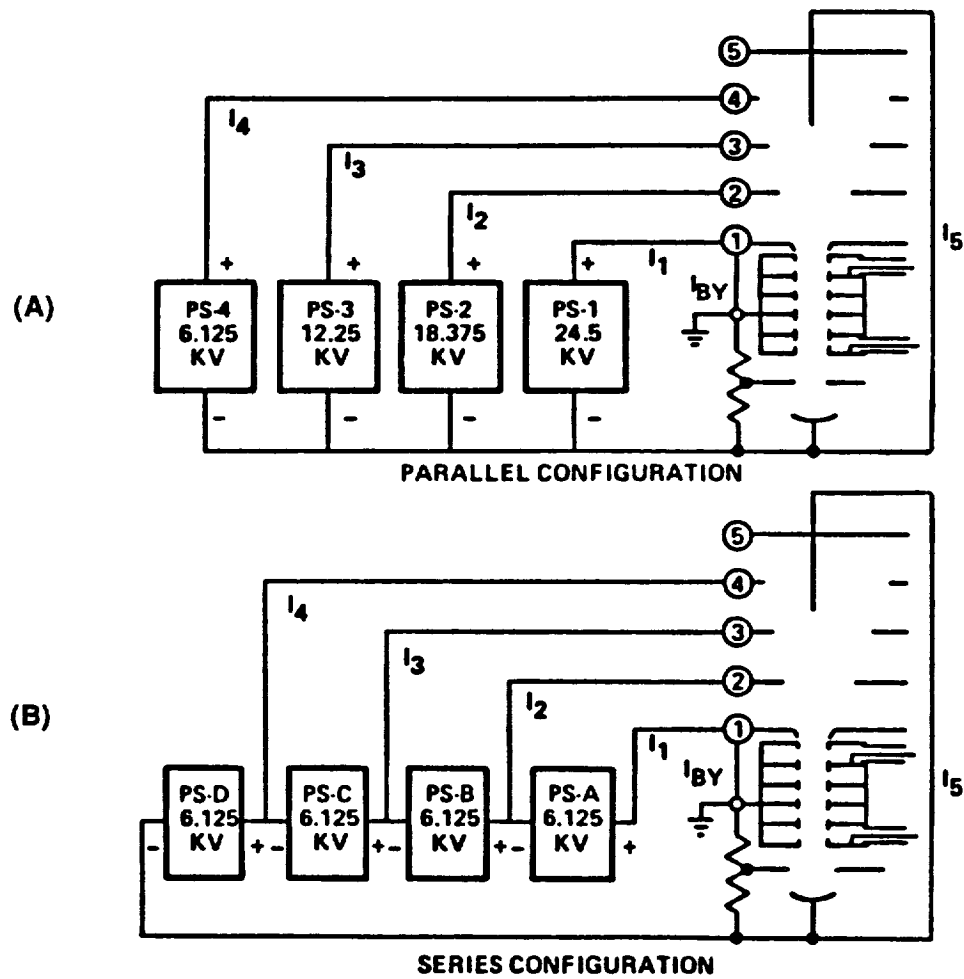 (A)
5
4
3
2
1
I4
I3
I2
I1
IBY
I5
+
+
+
+
PS-4
6.125
KV
PS-3
12.25
KV
PS-2
18.375
KV
PS-1
24.5
KV
-
-
-
-
PARALLEL CONFIGURATION
(B)
5
4
3
2
1
I4
I3
I2
I1
IBY
I5
PS-D
6.125
KV
PS-C
6.125
KV
PS-B
6.125
KV
PS-A
6.125
KV
-
+-
+-
+-
+
SERIES CONFIGURATION